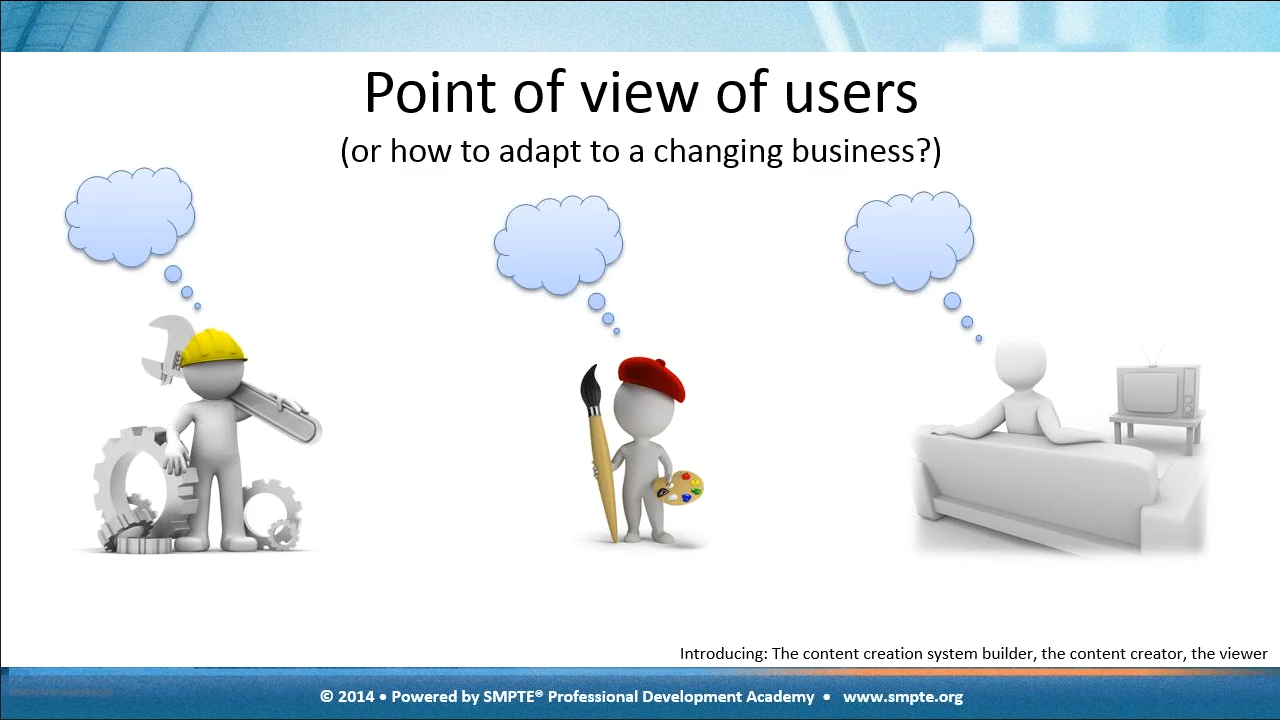 Point of view of users
(or how to adapt to a changing business?)
Introducing: The content creation system builder, the content creator, the viewer
© 2014 • Powered by SMPTE® Professional Development Academy • www.smpte.org